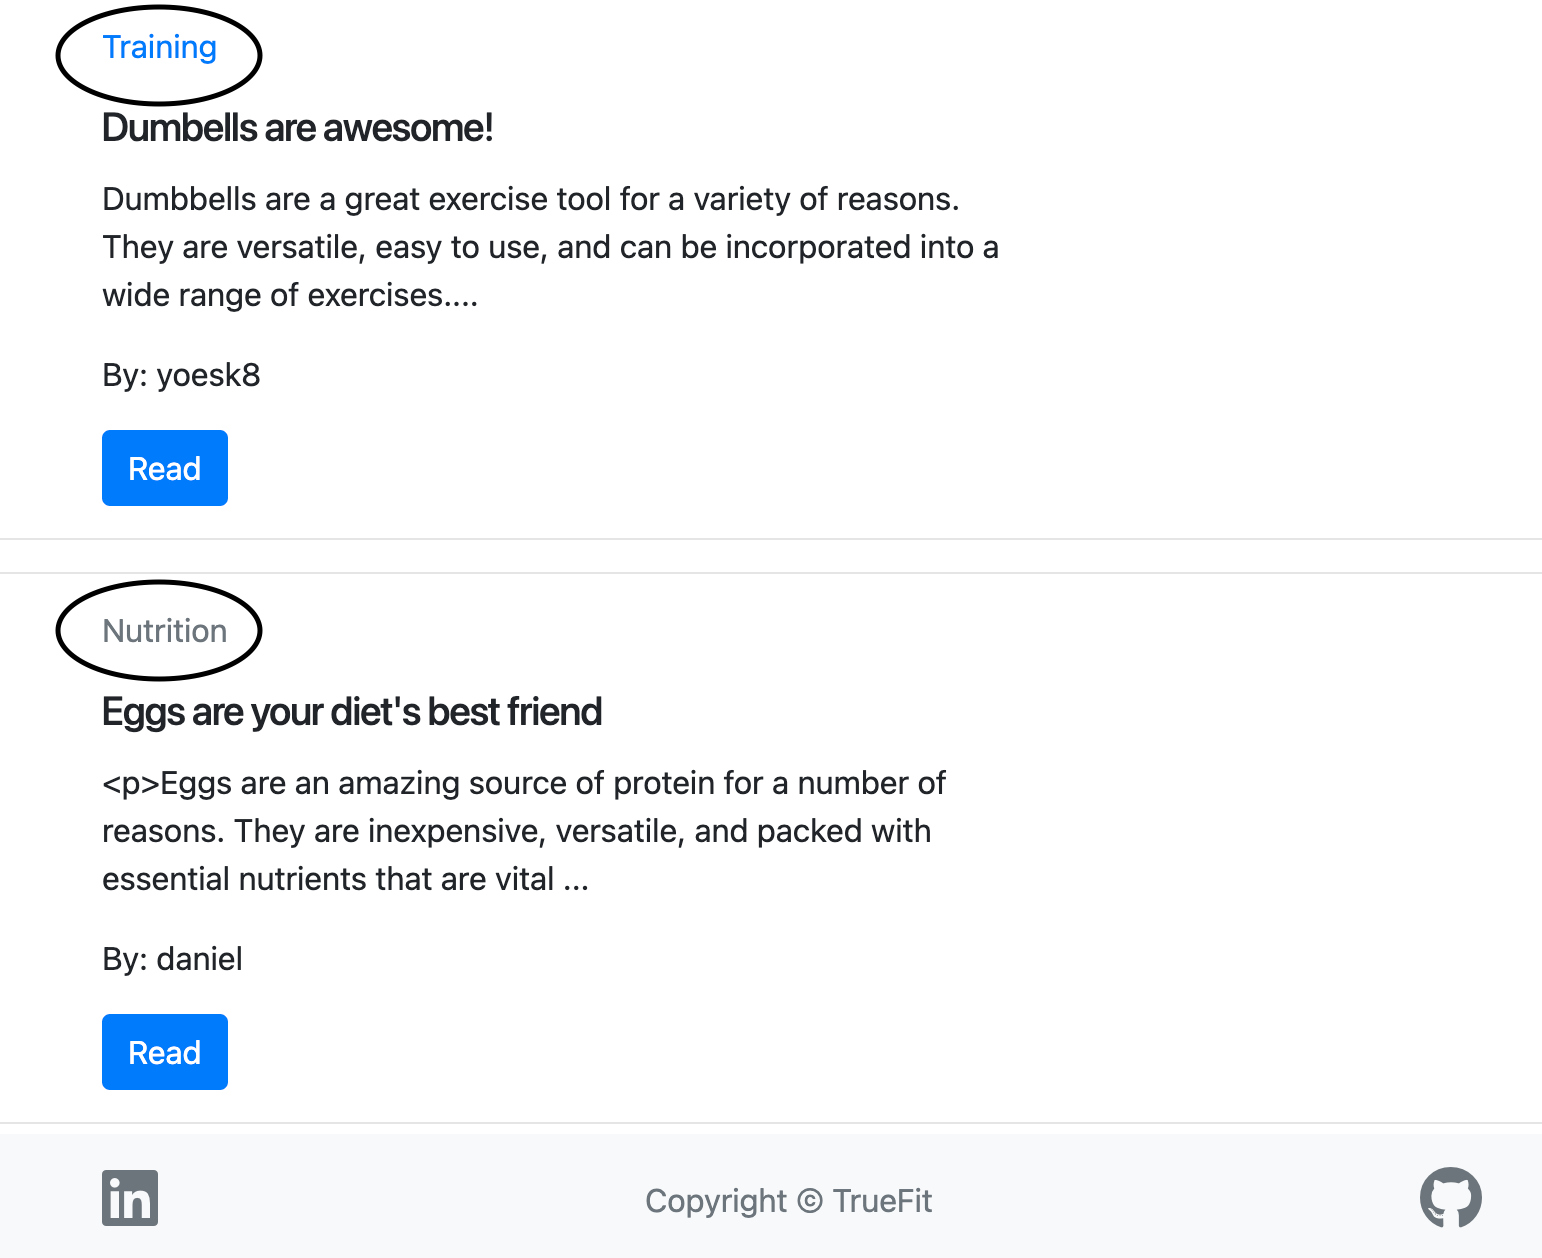 Training
Dumbells are awesome!
Dumbbells are a great exercise tool for a variety of reasons.
They are versatile, easy to use, and can be incorporated into a
wide range of exercises....
By: yoesk8
Read
Nutrition
Eggs are your diet's best friend
<p>Eggs are an amazing source of protein for a number of
reasons. They are inexpensive, versatile, and packed with
essential nutrients that are vital ...
By: daniel
Read
in
Copyright © TrueFit